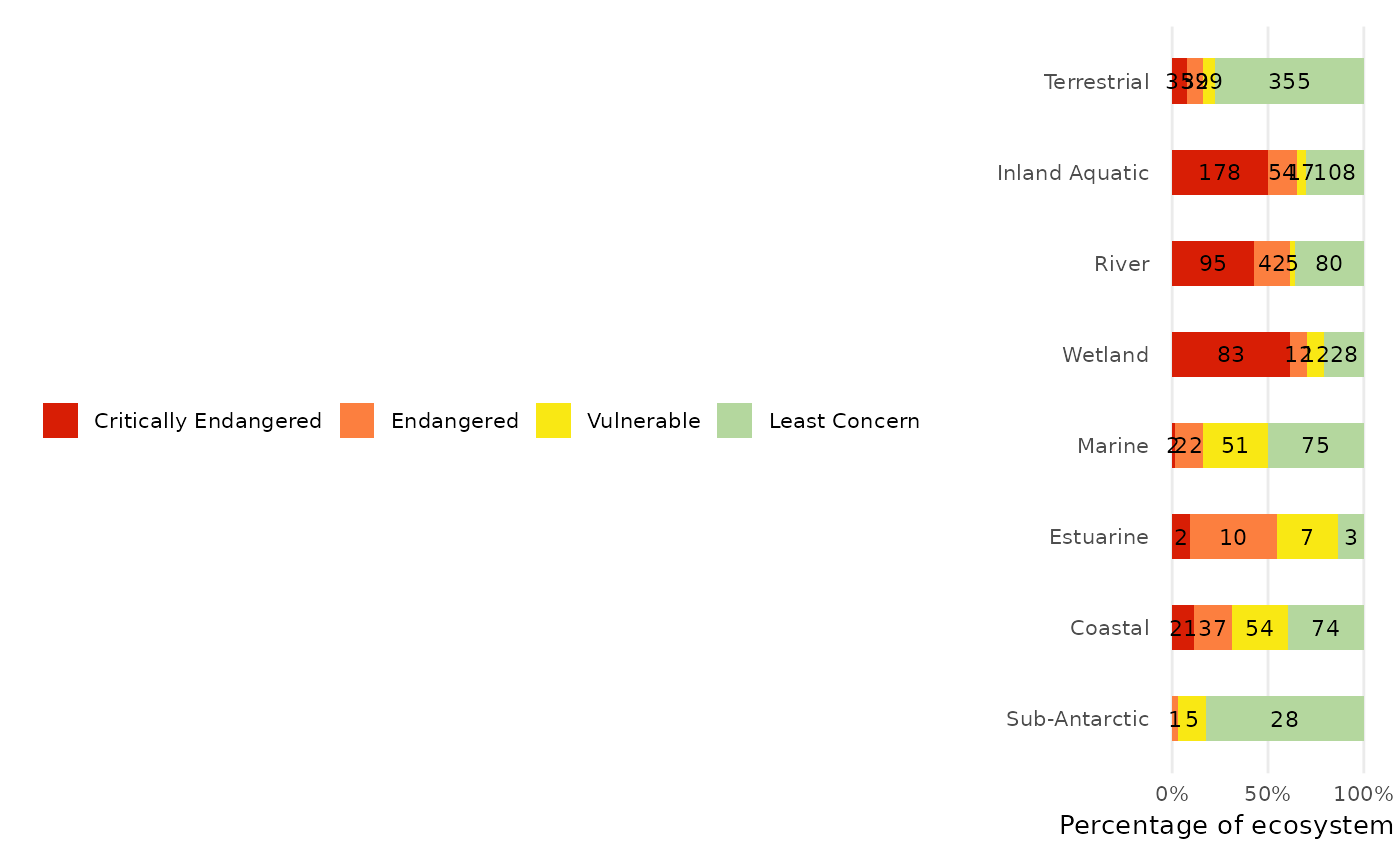 Terrestrial 35 39 29 355
Inland Aquatic 178 54 17 108
River 95 42 5 80
Wetland 83 12 12 28
Critically Endangered Endangered Vulnerable Least Concern
Marine 2 22 51 75
Estuarine 2 10 7 3
Coastal 21 37 54 74
Sub-Antarctic 1 5 28
0% 50% 100%
Percentage of ecosystem